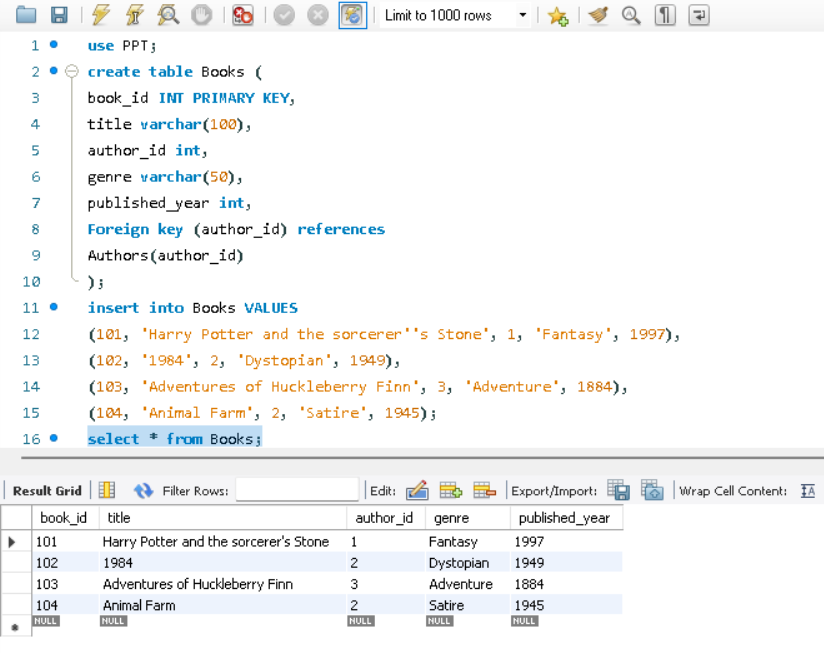 Limit to 1000 rows
1 use PPT;
2 create table Books (
3 book_id INT PRIMARY KEY,
4 title varchar(100),
5 author_id int,
6 genre varchar(50),
7 published_year int,
8 Foreign key (author_id) references
9 Authors(author_id)
10 );
11 insert into Books VALUES
12 (101, 'Harry Potter and the sorcerer''s Stone', 1, 'Fantasy', 1997),
13 (102, '1984', 2, 'Dystopian', 1949),
14 (103, 'Adventures of Huckleberry Finn', 3, 'Adventure', 1884),
15 (104, 'Animal Farm', 2, 'Satire', 1945);
16 select * from Books;
Result Grid Filter Rows: Edit: Export/Import: Wrap Cell Content: IA
book_id title author_id genre published_year
101 Harry Potter and the sorcerer's Stone 1 Fantasy 1997
102 1984 2 Dystopian 1949
103 Adventures of Huckleberry Finn 3 Adventure 1884
104 Animal Farm 2 Satire 1945
NULL NULL NULL NULL NULL